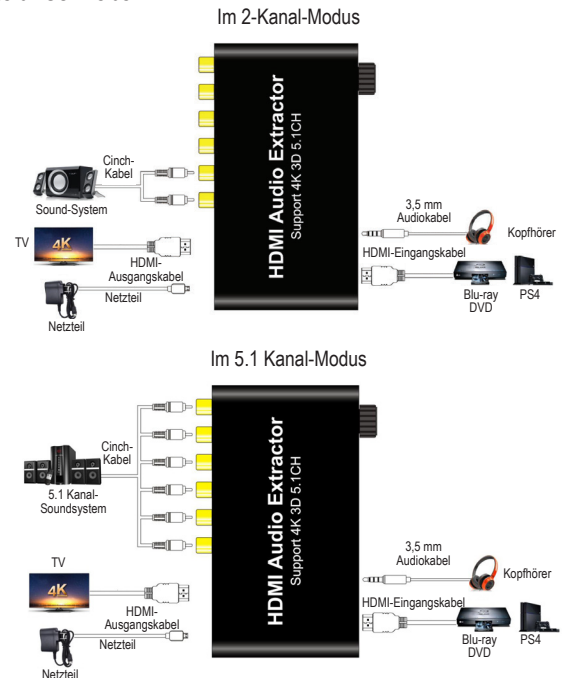 Im 2-Kanal-Modus
HDMI Audio Extractor
Support 4K 3D 5.1CH
Cinch-
Kabel
Sound-System
TV
4K
HDMI-
Ausgangskabel
Netzteil
Netzteil
3,5 mm
Audiokabel
Kopfhörer
HDMI-Eingangskabel
Blu-ray
DVD
PS4
Im 5.1 Kanal-Modus
HDMI Audio Extractor
Support 4K 3D 5.1CH
Cinch-
Kabel
5.1 Kanal-
Soundsystem
TV
4K
HDMI-
Ausgangskabel
Netzteil
Netzteil
3,5 mm
Audiokabel
Kopfhörer
HDMI-Eingangskabel
Blu-ray
DVD
PS4